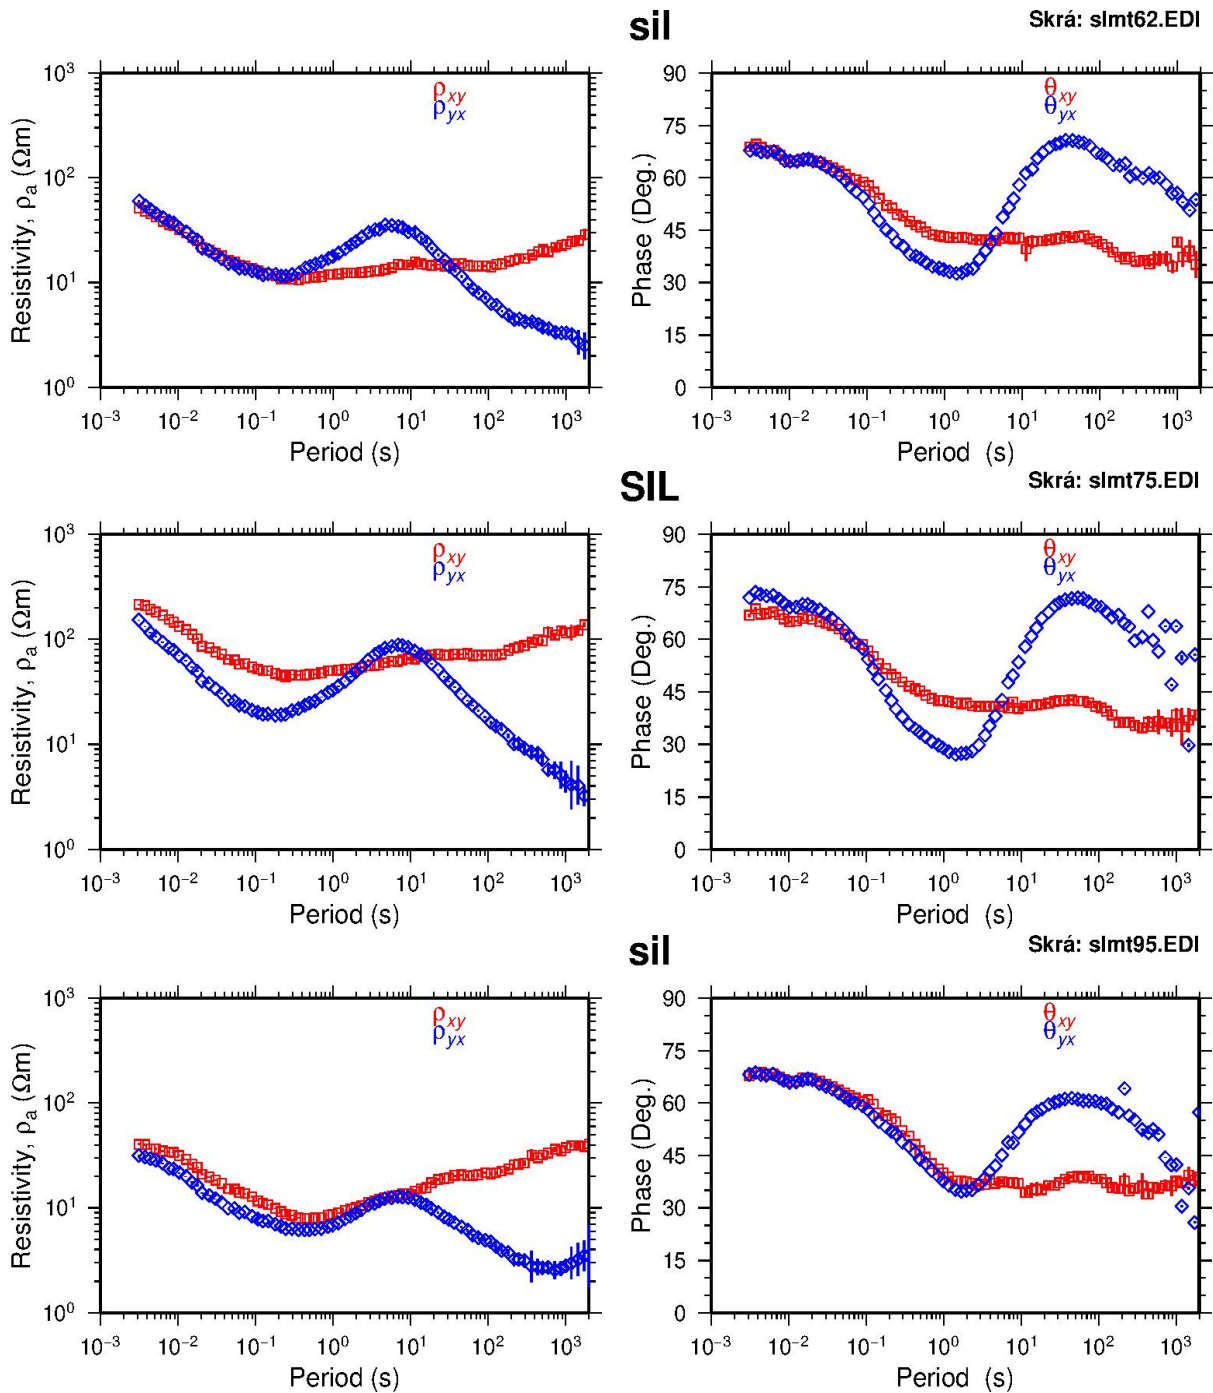 sil
Skrá: slmt62.EDI
Resistivity, ρa (Ωm)
10³
10²
10¹
10⁰
ρxy
ρyx
10⁻³ 10⁻² 10⁻¹ 10⁰ 10¹ 10² 10³
Period (s)
Phase (Deg.)
90
75
60
45
30
15
0
θxy
θyx
10⁻³ 10⁻² 10⁻¹ 10⁰ 10¹ 10² 10³
Period (s)
SIL
Skrá: slmt75.EDI
Resistivity, ρa (Ωm)
10³
10²
10¹
10⁰
ρxy
ρyx
10⁻³ 10⁻² 10⁻¹ 10⁰ 10¹ 10² 10³
Period (s)
Phase (Deg.)
90
75
60
45
30
15
0
θxy
θyx
10⁻³ 10⁻² 10⁻¹ 10⁰ 10¹ 10² 10³
Period (s)
sil
Skrá: slmt95.EDI
Resistivity, ρa (Ωm)
10³
10²
10¹
10⁰
ρxy
ρyx
10⁻³ 10⁻² 10⁻¹ 10⁰ 10¹ 10² 10³
Period (s)
Phase (Deg.)
90
75
60
45
30
15
0
θxy
θyx
10⁻³ 10⁻² 10⁻¹ 10⁰ 10¹ 10² 10³
Period (s)